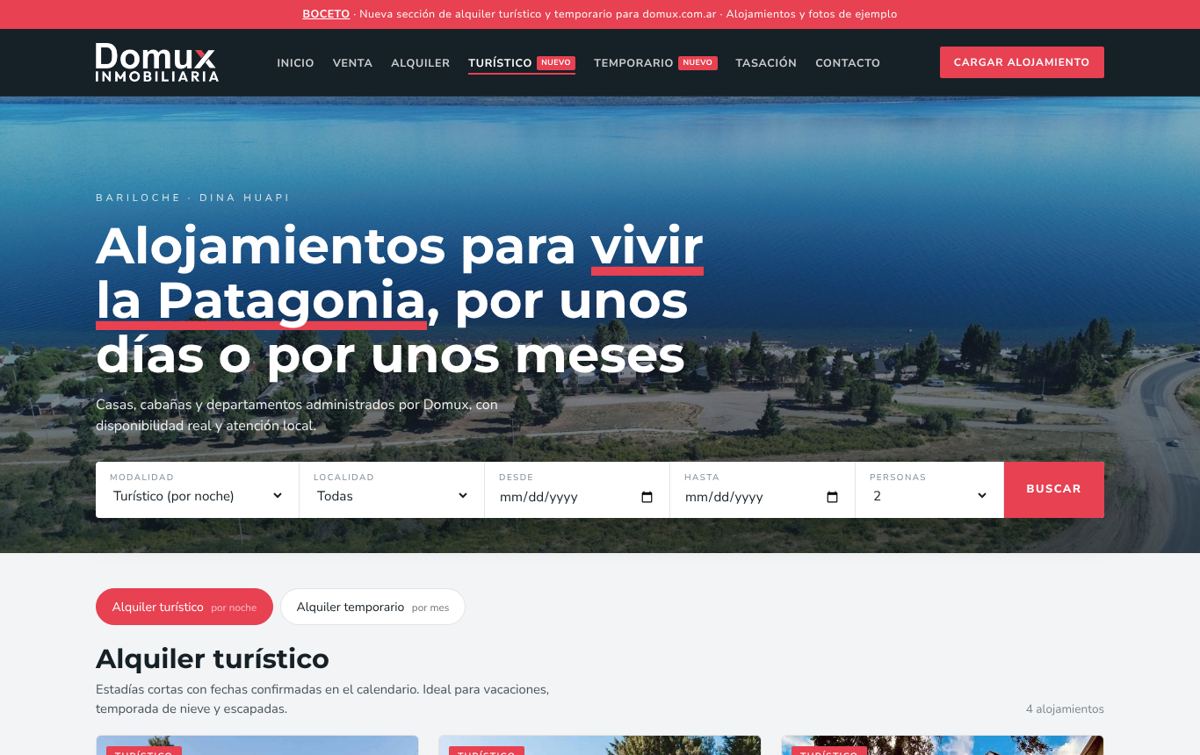 BOCETO · Nueva sección de alquiler turístico y temporario para domux.com.ar · Alojamientos y fotos de ejemplo
Domux
INMOBILIARIA
INICIO VENTA ALQUILER TURÍSTICO NUEVO TEMPORARIO NUEVO TASACIÓN CONTACTO CARGAR ALOJAMIENTO
BARILOCHE · DINA HUAPI
Alojamientos para vivir
la Patagonia, por unos
días o por unos meses
Casas, cabañas y departamentos administrados por Domux, con
disponibilidad real y atención local.
MODALIDAD LOCALIDAD DESDE HASTA PERSONAS
Turístico (por noche) Todas mm/dd/yyyy mm/dd/yyyy 2 BUSCAR
Alquiler turístico por noche Alquiler temporario por mes
Alquiler turístico
Estadías cortas con fechas confirmadas en el calendario. Ideal para vacaciones,
temporada de nieve y escapadas. 4 alojamientos
TURÍSTICO TURÍSTICO TURÍSTICO